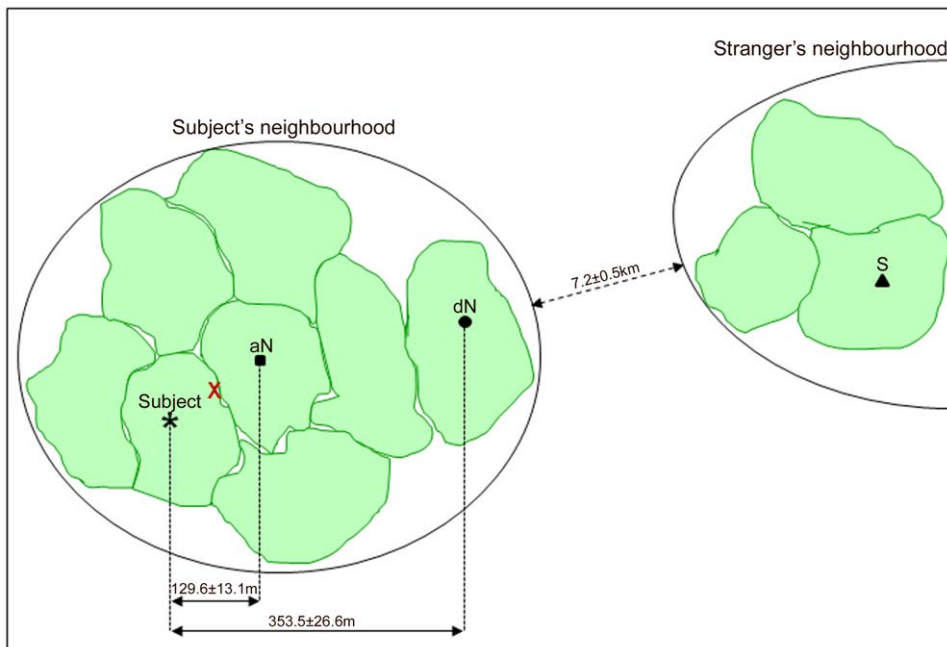 Stranger's neighbourhood
Subject's neighbourhood
7.2±0.5km
S
dN
aN
X
Subject
*
129.6±13.1m
353.5±26.6m